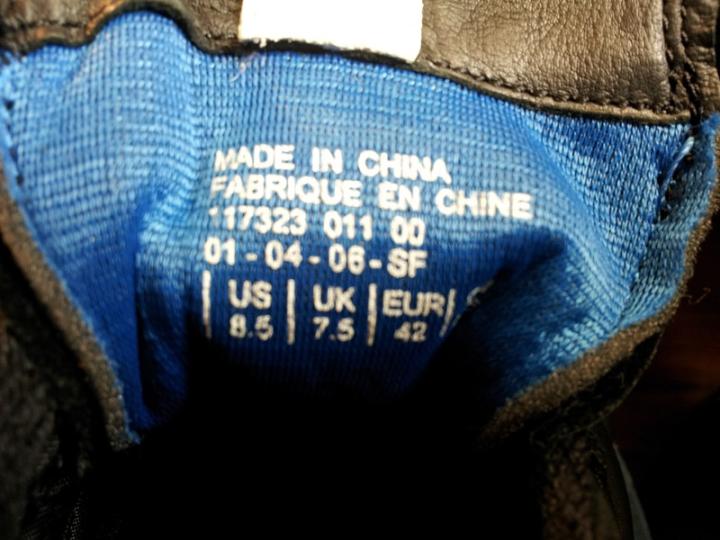 MADE IN CHINA
FABRIQUE EN CHINE
117323 011 00
01-04-06-SF
US UK EUR
8.5 7.5 42